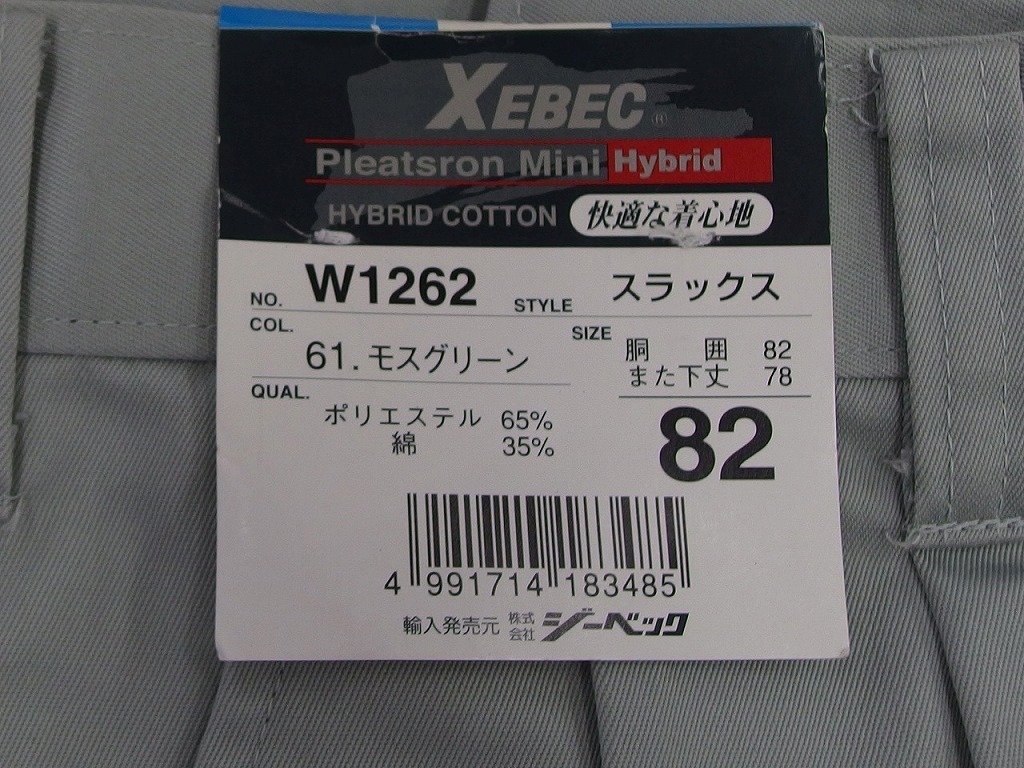 XEBEC®
Pleatsron Mini Hybrid
HYBRID COTTON 快適な着心地
NO. W1262 STYLE スラックス
COL. 61. モスグリーン
SIZE 胴囲 82
また下丈 78
82
QUAL. ポリエステル 65%
綿 35%
4 991714 183485
輸入発売元 株式会社 ジーベック